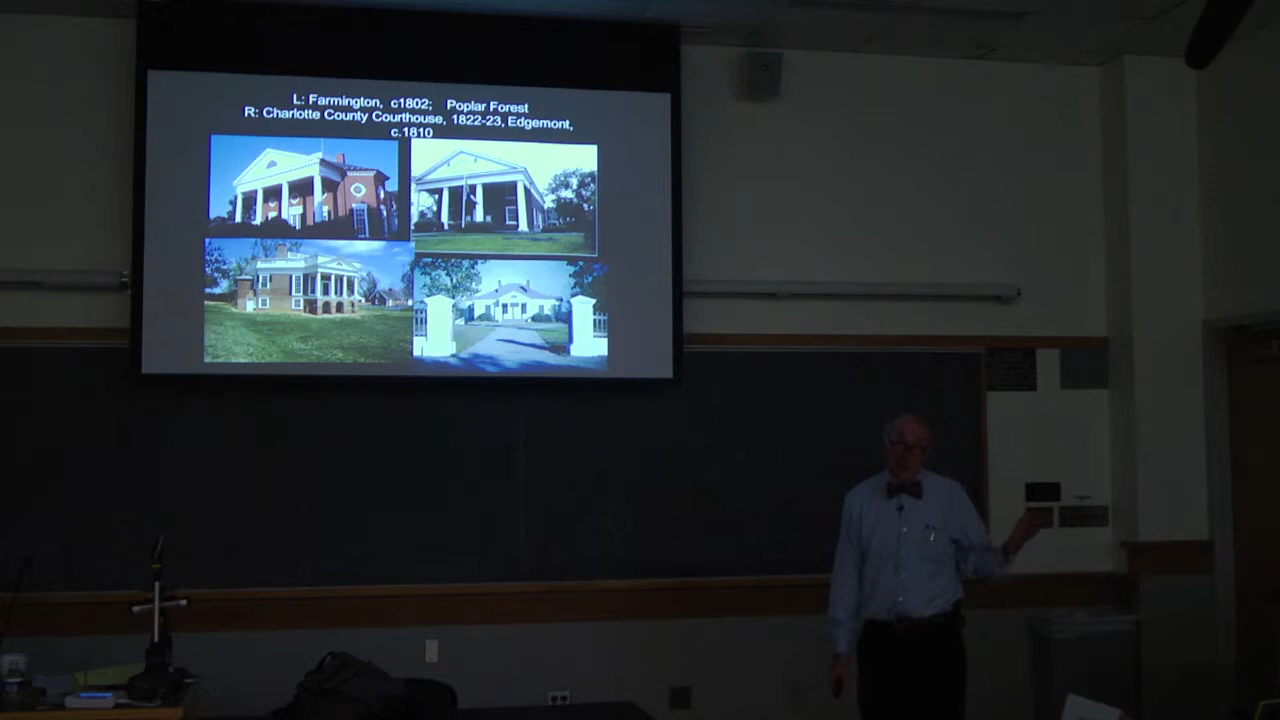 L: Farmington, c1802; Poplar Forest
R: Charlotte County Courthouse, 1822-23, Edgemont,
c.1810